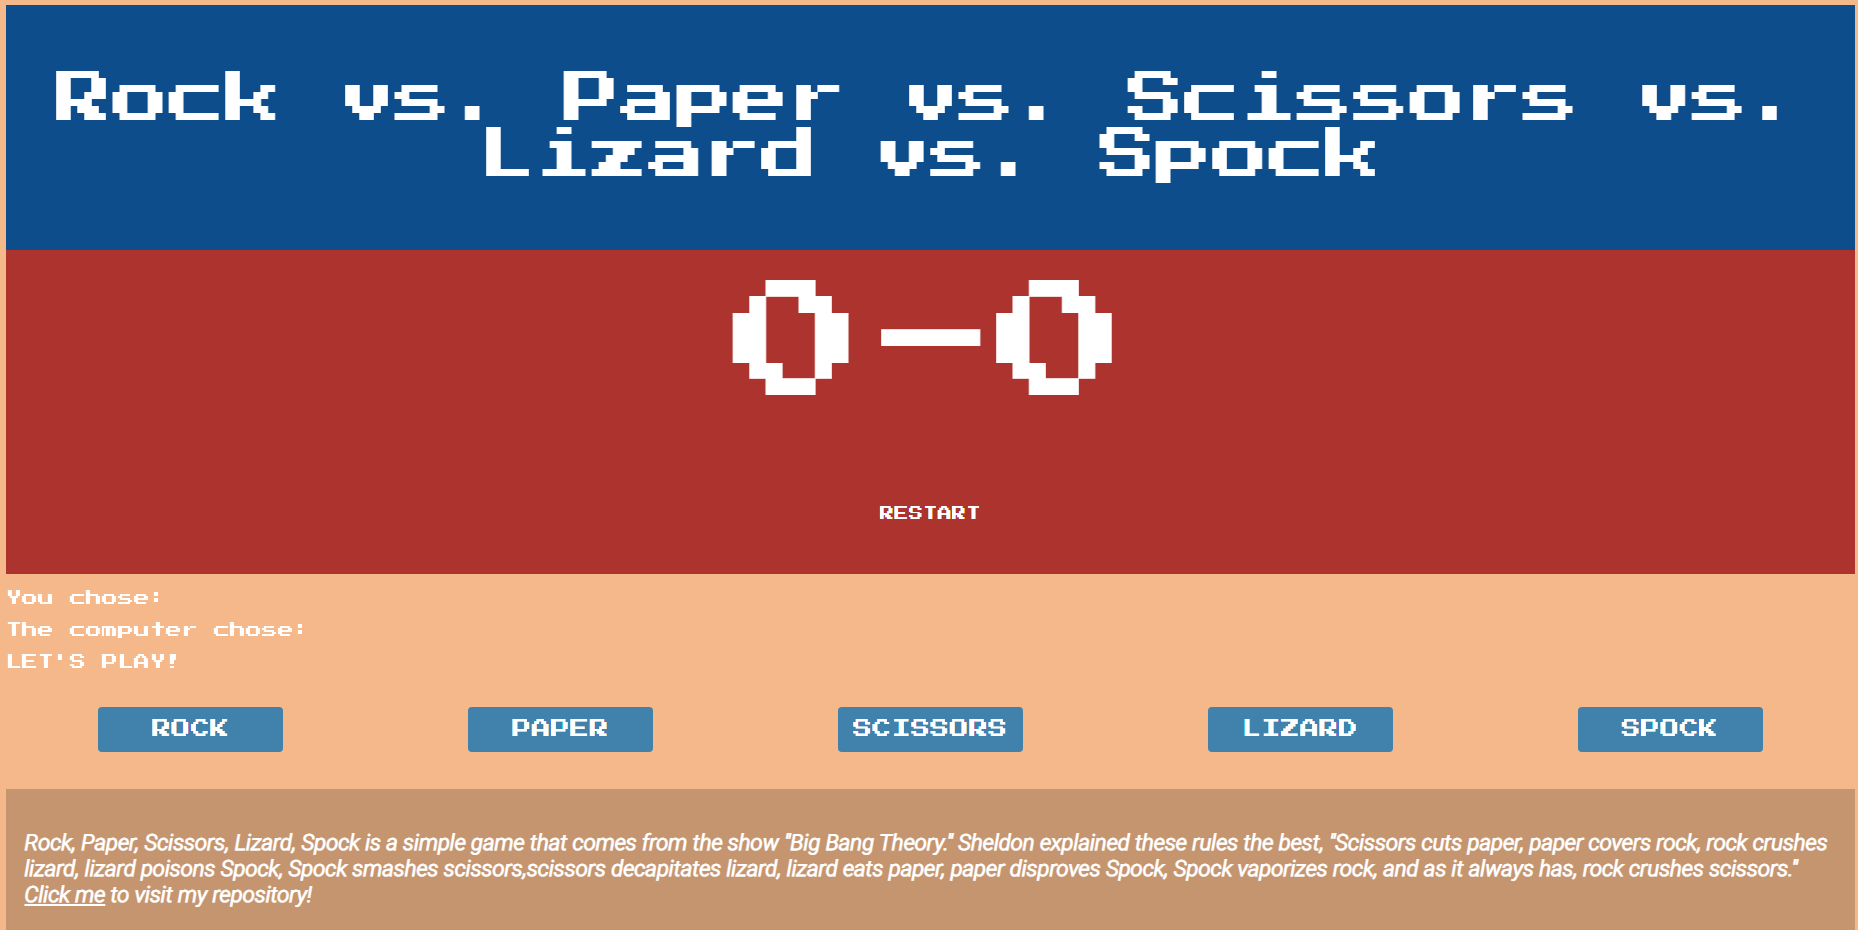 Rock vs. Paper vs. Scissors vs.
Lizard vs. Spock
0-0
RESTART
You chose:
The computer chose:
LET'S PLAY!
ROCK PAPER SCISSORS LIZARD SPOCK
Rock, Paper, Scissors, Lizard, Spock is a simple game that comes from the show "Big Bang Theory." Sheldon explained these rules the best, "Scissors cuts paper, paper covers rock, rock crushes
lizard, lizard poisons Spock, Spock smashes scissors,scissors decapitates lizard, lizard eats paper, paper disproves Spock, Spock vaporizes rock, and as it always has, rock crushes scissors."
Click me to visit my repository!